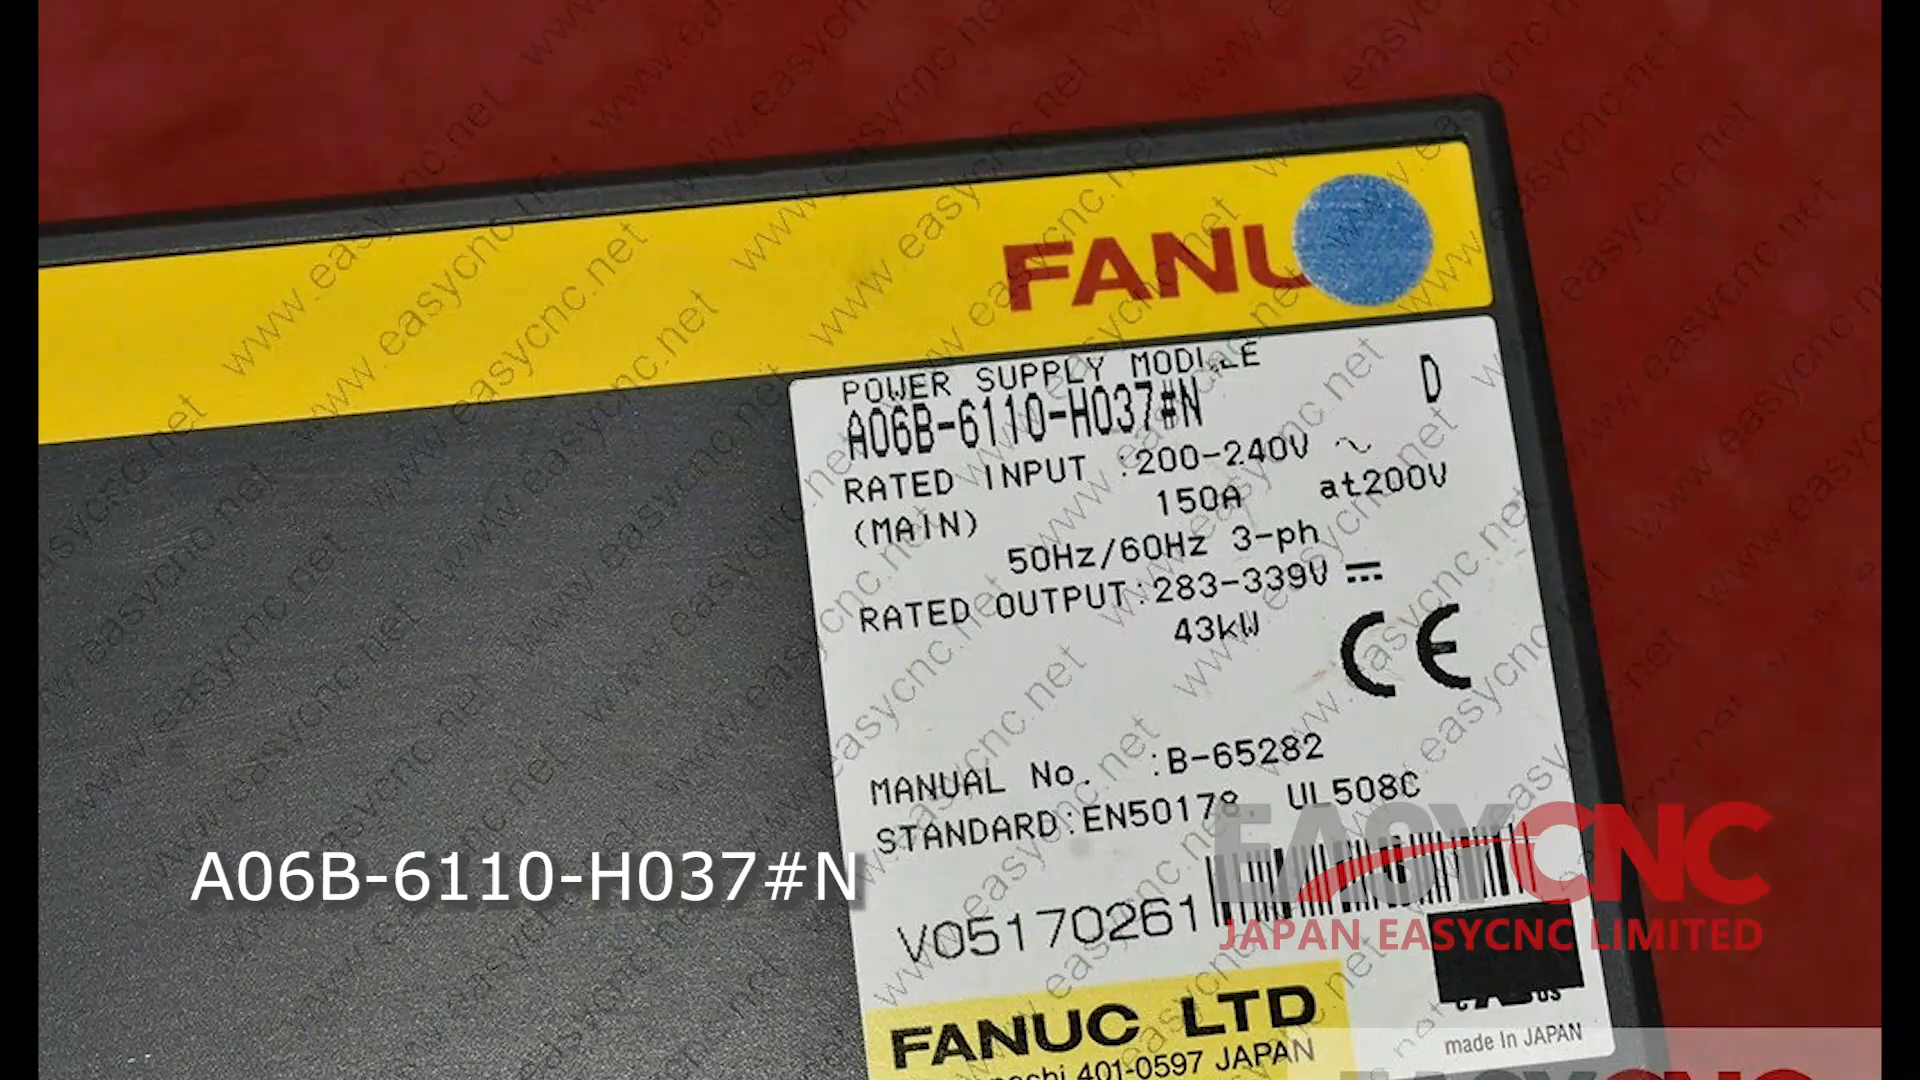 FANU
POWER SUPPLY MODULE
D
A06B-6110-H037#N
RATED INPUT :200-240V
(MAIN) 150A at200V
50Hz/60Hz 3-ph
RATED OUTPUT:283-339V
43kW
CE
MANUAL No. :B-65282
STANDARD:EN50178 UL508C
A06B-6110-H037#N
V05170261
EASYCNC
JAPAN EASYCNC LIMITED
FANUC LTD
401-0597 JAPAN
made In JAPAN
EASYCNC
www.easycnc.net